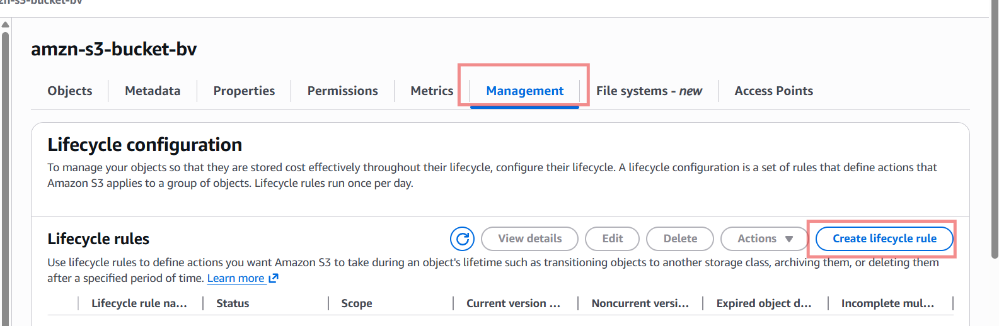 zn-s3-bucket-bv
amzn-s3-bucket-bv
Objects Metadata Properties Permissions Metrics Management File systems - new Access Points
Lifecycle configuration
To manage your objects so that they are stored cost effectively throughout their lifecycle, configure their lifecycle. A lifecycle configuration is a set of rules that define actions that
Amazon S3 applies to a group of objects. Lifecycle rules run once per day.
Lifecycle rules View details Edit Delete Actions Create lifecycle rule
Use lifecycle rules to define actions you want Amazon S3 to take during an object's lifetime such as transitioning objects to another storage class, archiving them, or deleting them
after a specified period of time. Learn more
Lifecycle rule na... Status Scope Current version ... Noncurrent versi... Expired object d... Incomplete mul...